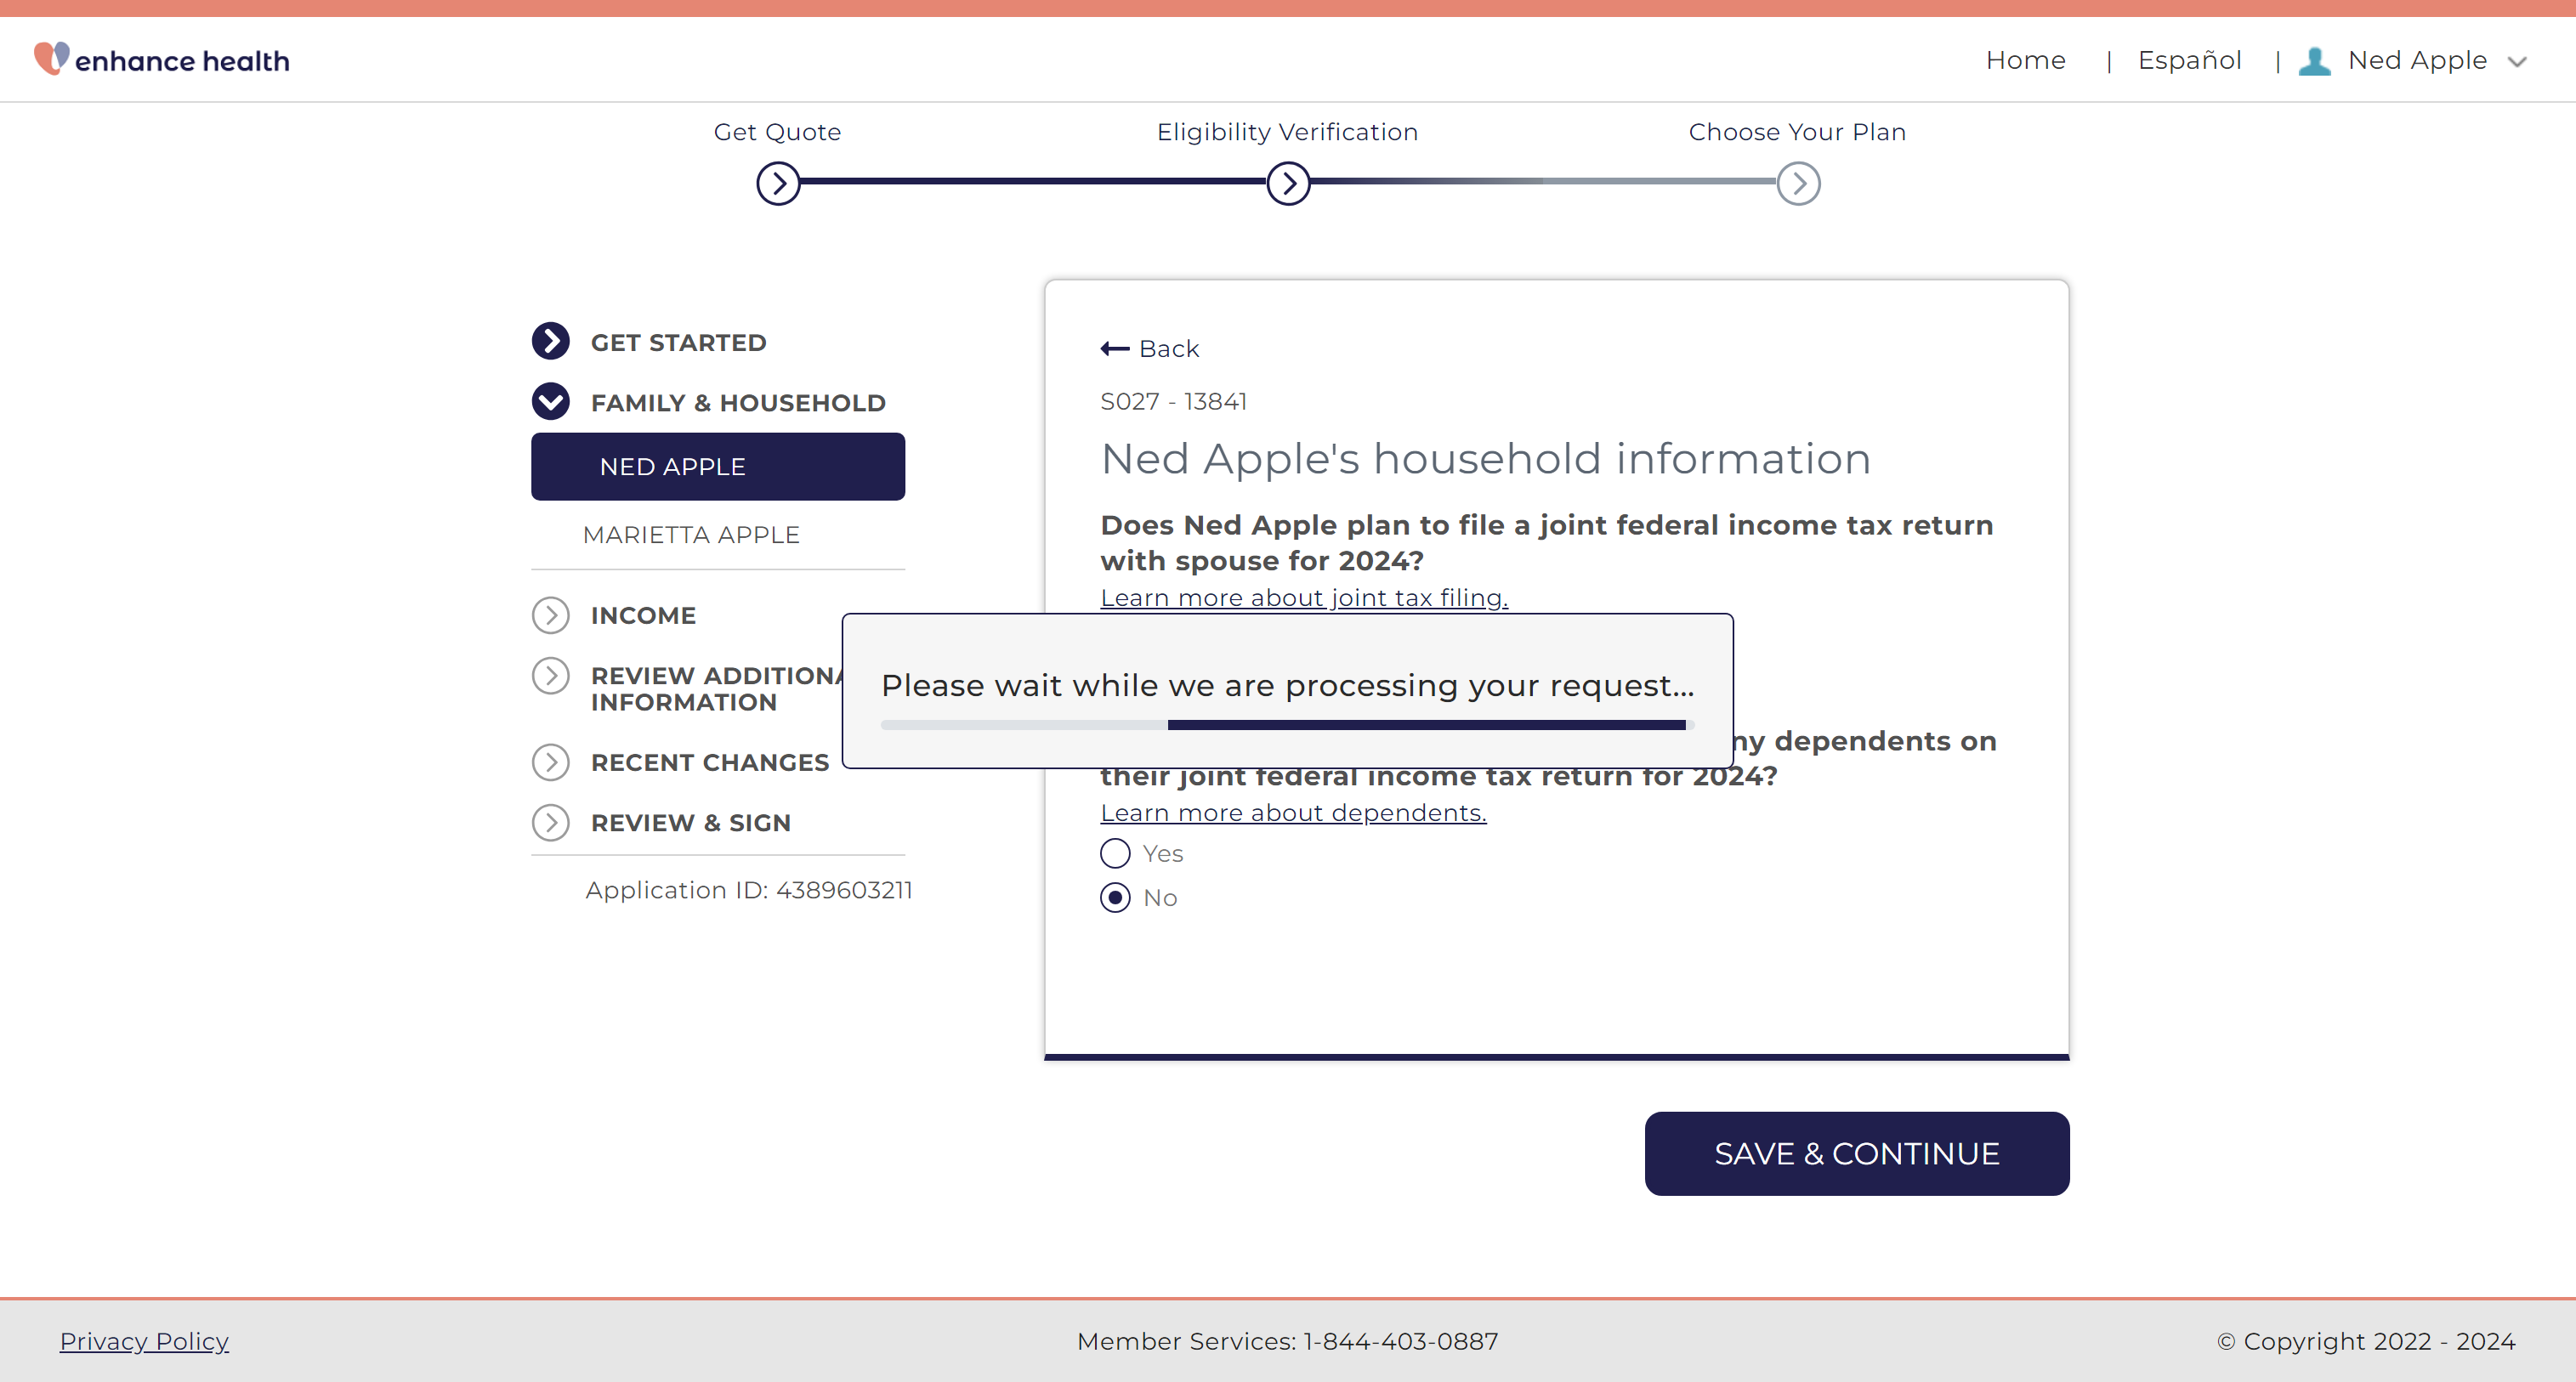 enhance health
Home | Español | Ned Apple
Get Quote
Eligibility Verification
Choose Your Plan
GET STARTED
FAMILY & HOUSEHOLD
NED APPLE
MARIETTA APPLE
INCOME
REVIEW
INFORMATION
RECENT CHANGES
REVIEW & SIGN
Application ID: 4389603211
Back
S027 - 13841
Ned Apple's household information
Does Ned Apple plan to file a joint federal income tax return
with spouse for 2024?
Learn more about joint tax filing.
Please wait while we are processing your request...
dependents on
their joint federal income tax return for 2024?
Learn more about dependents.
Yes
No
SAVE & CONTINUE
Privacy Policy
Member Services: 1-844-403-0887
© Copyright 2022 - 2024